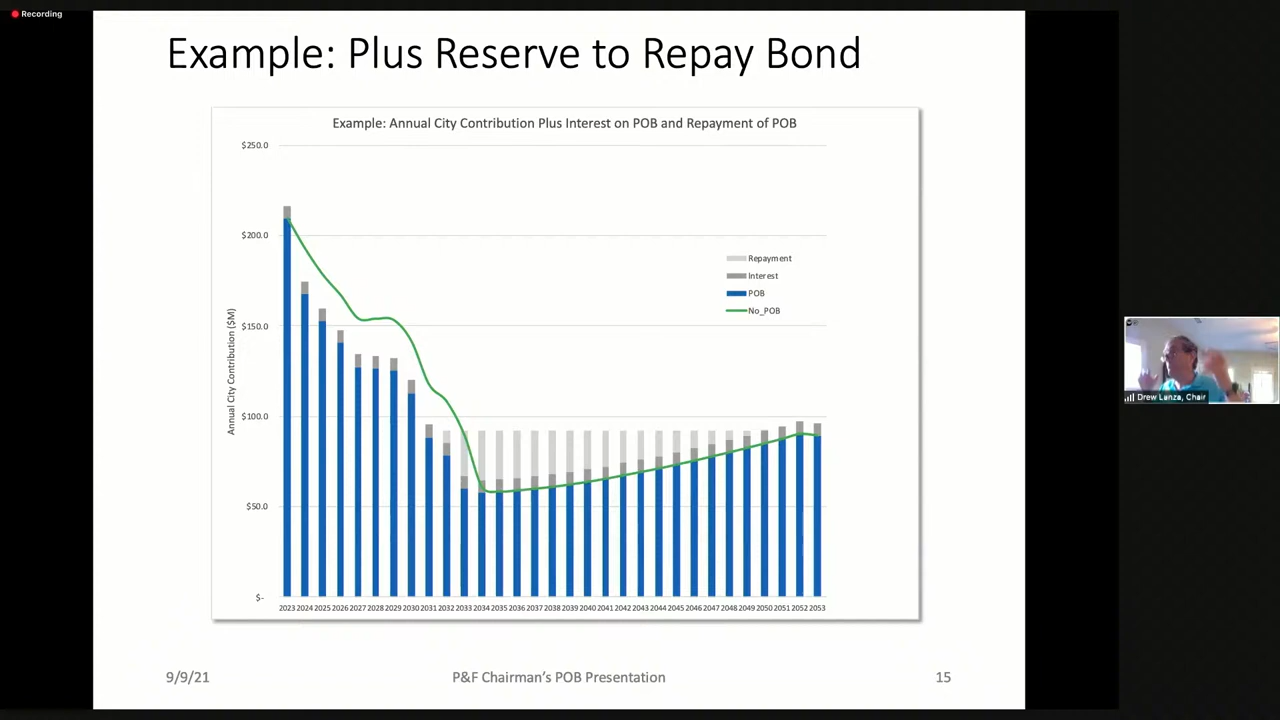 Recording
Example: Plus Reserve to Repay Bond
Example: Annual City Contribution Plus Interest on POB and Repayment of POB
$250.0
$200.0
$150.0
$100.0
$50.0
$-
Annual City Contribution ($M)
Repayment
Interest
POB
No_POB
2023 2024 2025 2026 2027 2028 2029 2030 2031 2032 2033 2034 2035 2036 2037 2038 2039 2040 2041 2042 2043 2044 2045 2046 2047 2048 2049 2050 2051 2052 2053
Drew Lanza, Chair
9/9/21
P&F Chairman's POB Presentation
15